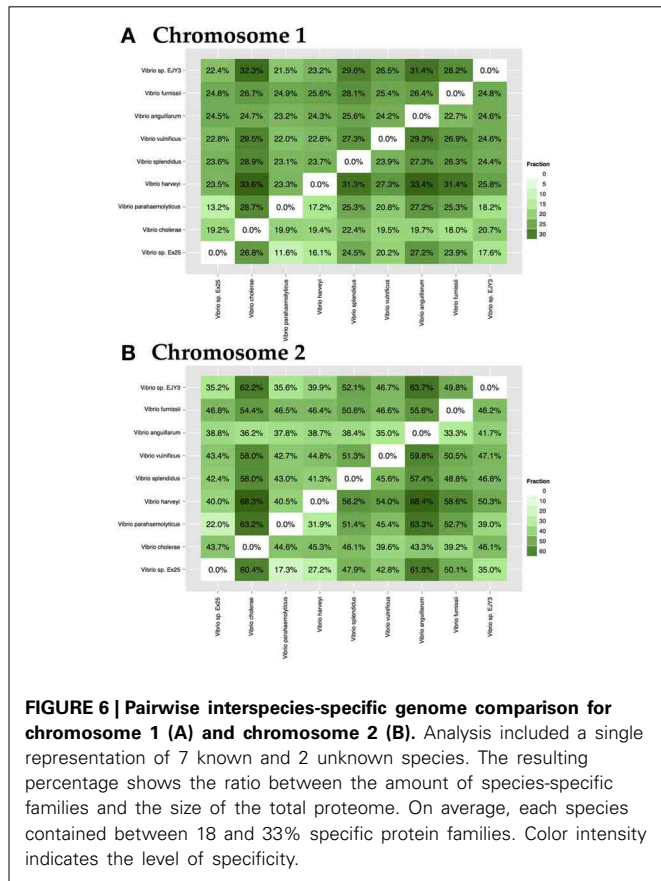 A Chromosome 1
Vibrio sp. EJY3 22.4% 32.3% 21.5% 23.2% 29.6% 26.5% 31.4% 28.2% 0.0%
Vibrio furnissii 24.8% 26.7% 24.9% 25.6% 28.1% 25.4% 26.4% 0.0% 24.8%
Vibrio anguillarum 24.5% 24.7% 23.2% 24.3% 25.6% 24.2% 0.0% 22.7% 24.6%
Vibrio vulnificus 22.8% 29.5% 22.0% 22.8% 27.3% 0.0% 29.3% 26.9% 24.6%
Vibrio splendidus 23.6% 28.9% 23.1% 23.7% 0.0% 23.9% 27.3% 26.3% 24.4%
Vibrio harveyi 23.5% 33.6% 23.3% 0.0% 31.3% 27.3% 33.4% 31.4% 25.8%
Vibrio parahaemolyticus 13.2% 28.7% 0.0% 17.2% 25.3% 20.8% 27.2% 25.3% 18.2%
Vibrio cholerae 19.2% 0.0% 19.9% 19.4% 22.4% 19.5% 19.7% 18.0% 20.7%
Vibrio sp. Ex25 0.0% 26.8% 11.6% 16.1% 24.5% 20.2% 27.2% 23.9% 17.6%
Vibrio sp. Ex25
Vibrio cholerae
Vibrio parahaemolyticus
Vibrio harveyi
Vibrio splendidus
Vibrio vulnificus
Vibrio anguillarum
Vibrio furnissii
Vibrio sp. EJY3
Fraction
0
5
10
15
20
25
30
B Chromosome 2
Vibrio sp. EJY3 35.2% 62.2% 35.6% 39.9% 52.1% 46.7% 63.7% 49.8% 0.0%
Vibrio furnissii 46.8% 54.4% 46.5% 46.4% 50.6% 46.6% 55.6% 0.0% 46.2%
Vibrio anguillarum 38.8% 36.2% 37.8% 38.7% 38.4% 35.0% 0.0% 33.3% 41.7%
Vibrio vulnificus 43.4% 58.0% 42.7% 44.8% 51.3% 0.0% 59.8% 50.5% 47.1%
Vibrio splendidus 42.4% 58.0% 43.0% 41.3% 0.0% 45.6% 57.4% 48.8% 46.8%
Vibrio harveyi 40.0% 68.3% 40.5% 0.0% 56.2% 54.0% 68.4% 58.6% 50.3%
Vibrio parahaemolyticus 22.0% 63.2% 0.0% 31.9% 51.4% 45.4% 63.3% 52.7% 39.0%
Vibrio cholerae 43.7% 0.0% 44.6% 45.3% 46.1% 39.6% 43.3% 39.2% 46.1%
Vibrio sp. Ex25 0.0% 60.4% 17.3% 27.2% 47.9% 42.8% 61.8% 50.1% 35.0%
Vibrio sp. Ex25
Vibrio cholerae
Vibrio parahaemolyticus
Vibrio harveyi
Vibrio splendidus
Vibrio vulnificus
Vibrio anguillarum
Vibrio furnissii
Vibrio sp. EJY3
Fraction
0
10
20
30
40
50
60
FIGURE 6 | Pairwise interspecies-specific genome comparison for
chromosome 1 (A) and chromosome 2 (B). Analysis included a single
representation of 7 known and 2 unknown species. The resulting
percentage shows the ratio between the amount of species-specific
families and the size of the total proteome. On average, each species
contained between 18 and 33% specific protein families. Color intensity
indicates the level of specificity.